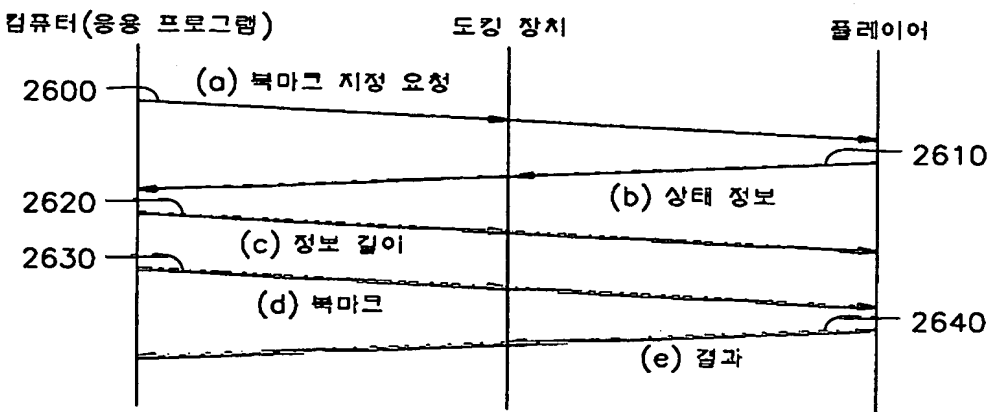 컴퓨터(응용 프로그램) 도킹 장치 플레이어
2600 (a) 북마크 지정 요청
2610
(b) 상태 정보
2620
(c) 정보 길이
2630
(d) 북마크
2640
(e) 결과